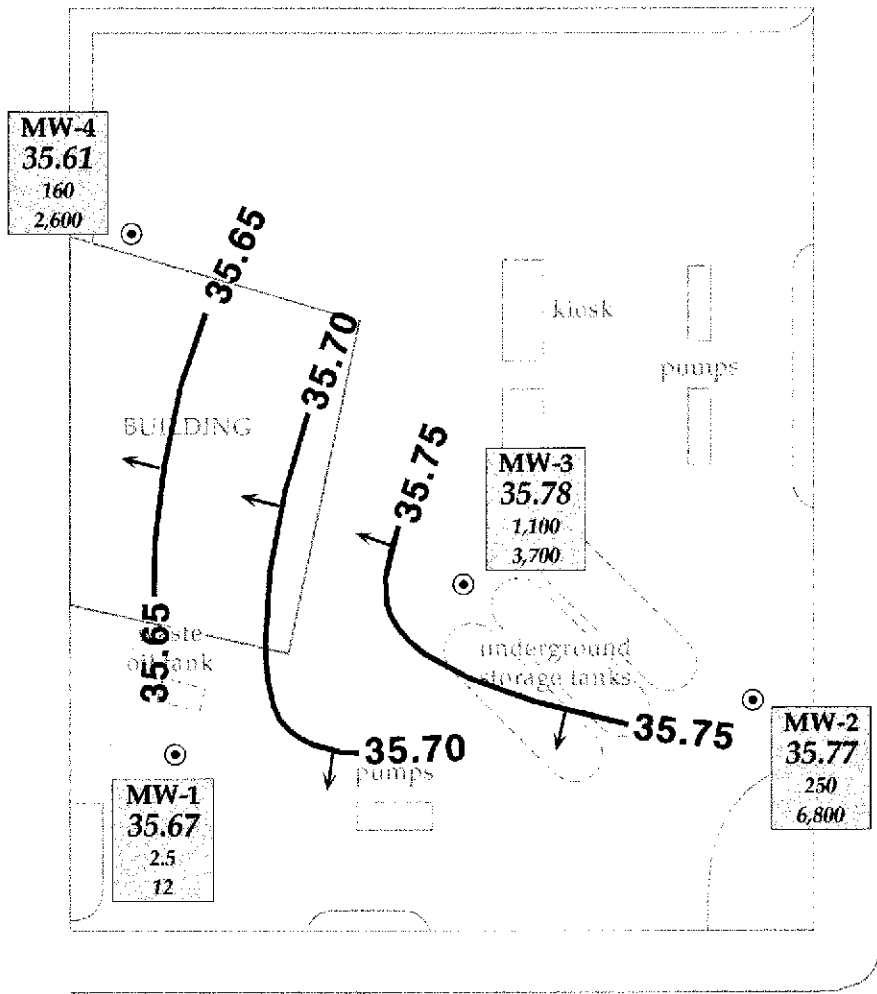 MW-4
35.61
160
2,600
35.65
35.70
kiosk
pumps
BUILDING
35.75
MW-3
35.78
1,100
3,700
35.65
waste
oil tank
underground
storage tanks
35.70
35.75
pumps
MW-2
35.77
250
6,800
MW-1
35.67
2.5
12